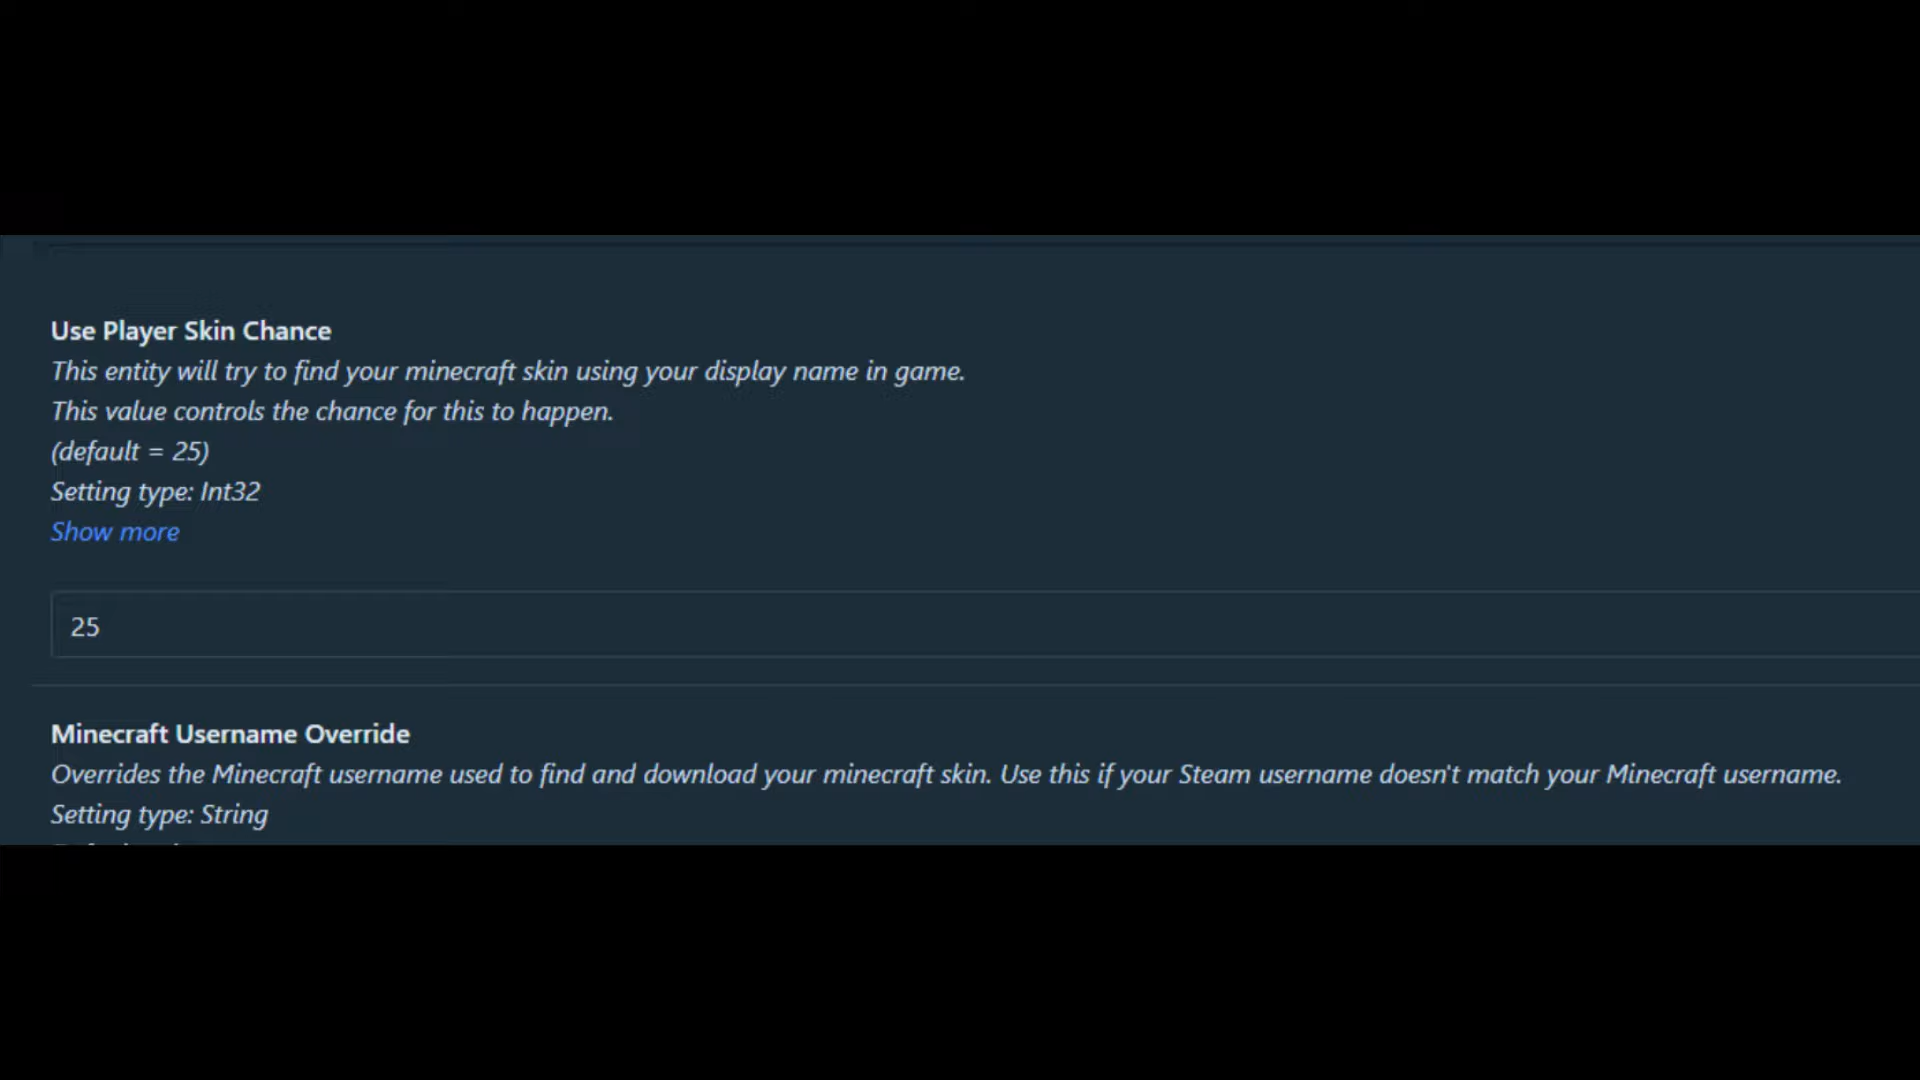 Use Player Skin Chance
This entity will try to find your minecraft skin using your display name in game.
This value controls the chance for this to happen.
(default = 25)
Setting type: Int32
Show more
25
Minecraft Username Override
Overrides the Minecraft username used to find and download your minecraft skin. Use this if your Steam username doesn't match your Minecraft username.
Setting type: String